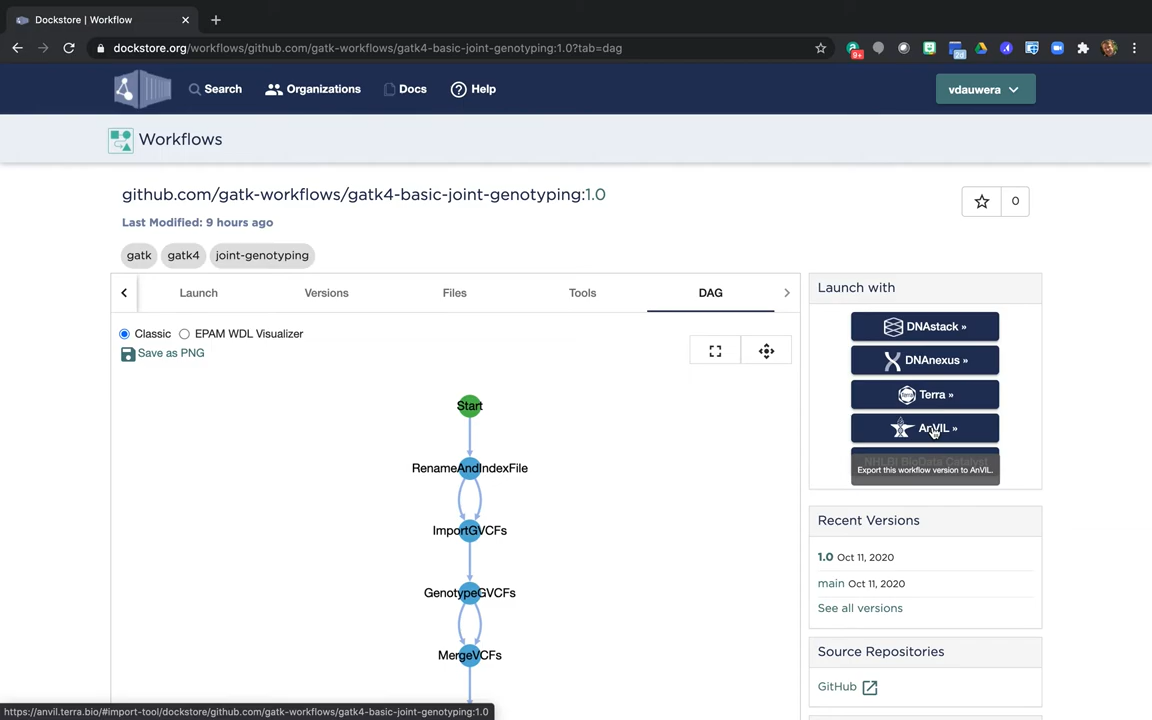 Dockstore | Workflow
dockstore.org/workflows/github.com/gatk-workflows/gatk4-basic-joint-genotyping:1.0?tab=dag
9+
2d
Search
Organizations
Docs
Help
vdauwera
Workflows
github.com/gatk-workflows/gatk4-basic-joint-genotyping:1.0
0
Last Modified: 9 hours ago
gatk
gatk4
joint-genotyping
Launch
Versions
Files
Tools
DAG
Classic
EPAM WDL Visualizer
Save as PNG
Start
RenameAndIndexFile
ImportGVCFs
GenotypeGVCFs
MergeVCFs
Launch with
DNAstack »
DNAnexus »
Terra »
AnVIL »
NHLBI BioData Catalyst
Export this workflow version to AnVIL.
Recent Versions
1.0 Oct 11, 2020
main Oct 11, 2020
See all versions
Source Repositories
GitHub
https://anvil.terra.bio/#import-tool/dockstore/github.com/gatk-workflows/gatk4-basic-joint-genotyping:1.0